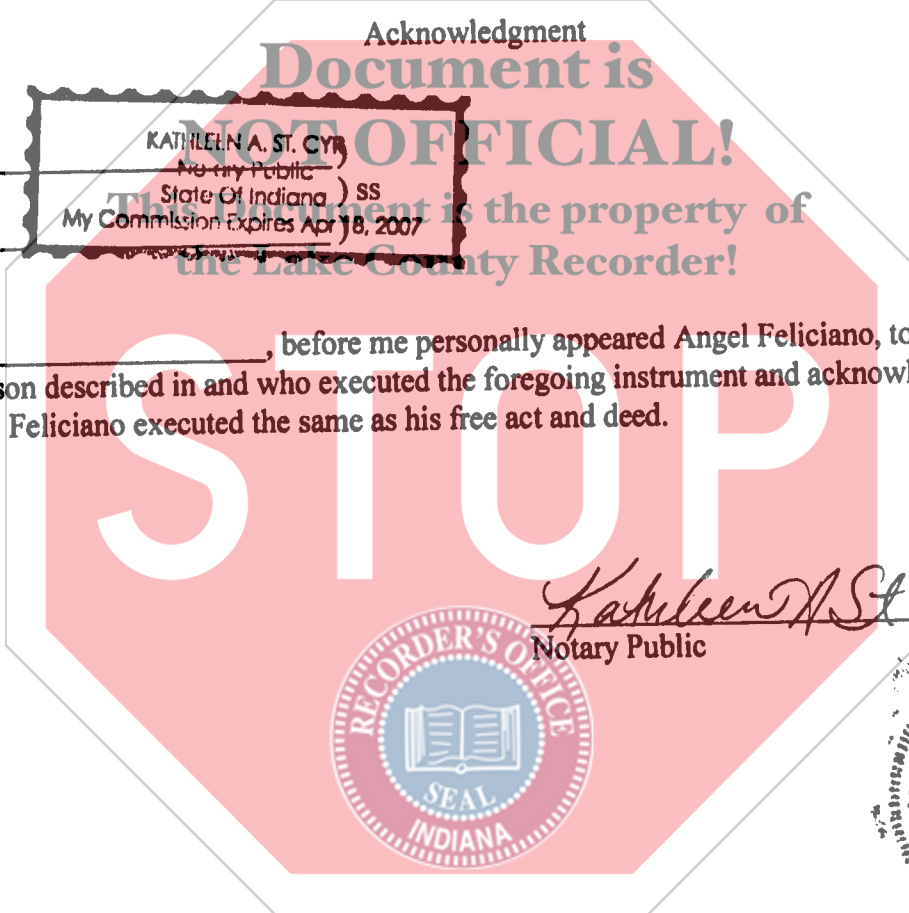 Acknowledgment
Document is
NOT OFFICIAL!
This Document is the property of
the Lake County Recorder!
KATHLEEN A. ST. CYR
Notary Public
State Of Indiana
My Commission Expires Apr 18, 2007
)
) SS
)
, before me personally appeared Angel Feliciano, to
son described in and who executed the foregoing instrument and acknowl
Feliciano executed the same as his free act and deed.
STOP
Kathleen A St
Notary Public
RECORDER'S OFFICE
SEAL
INDIANA